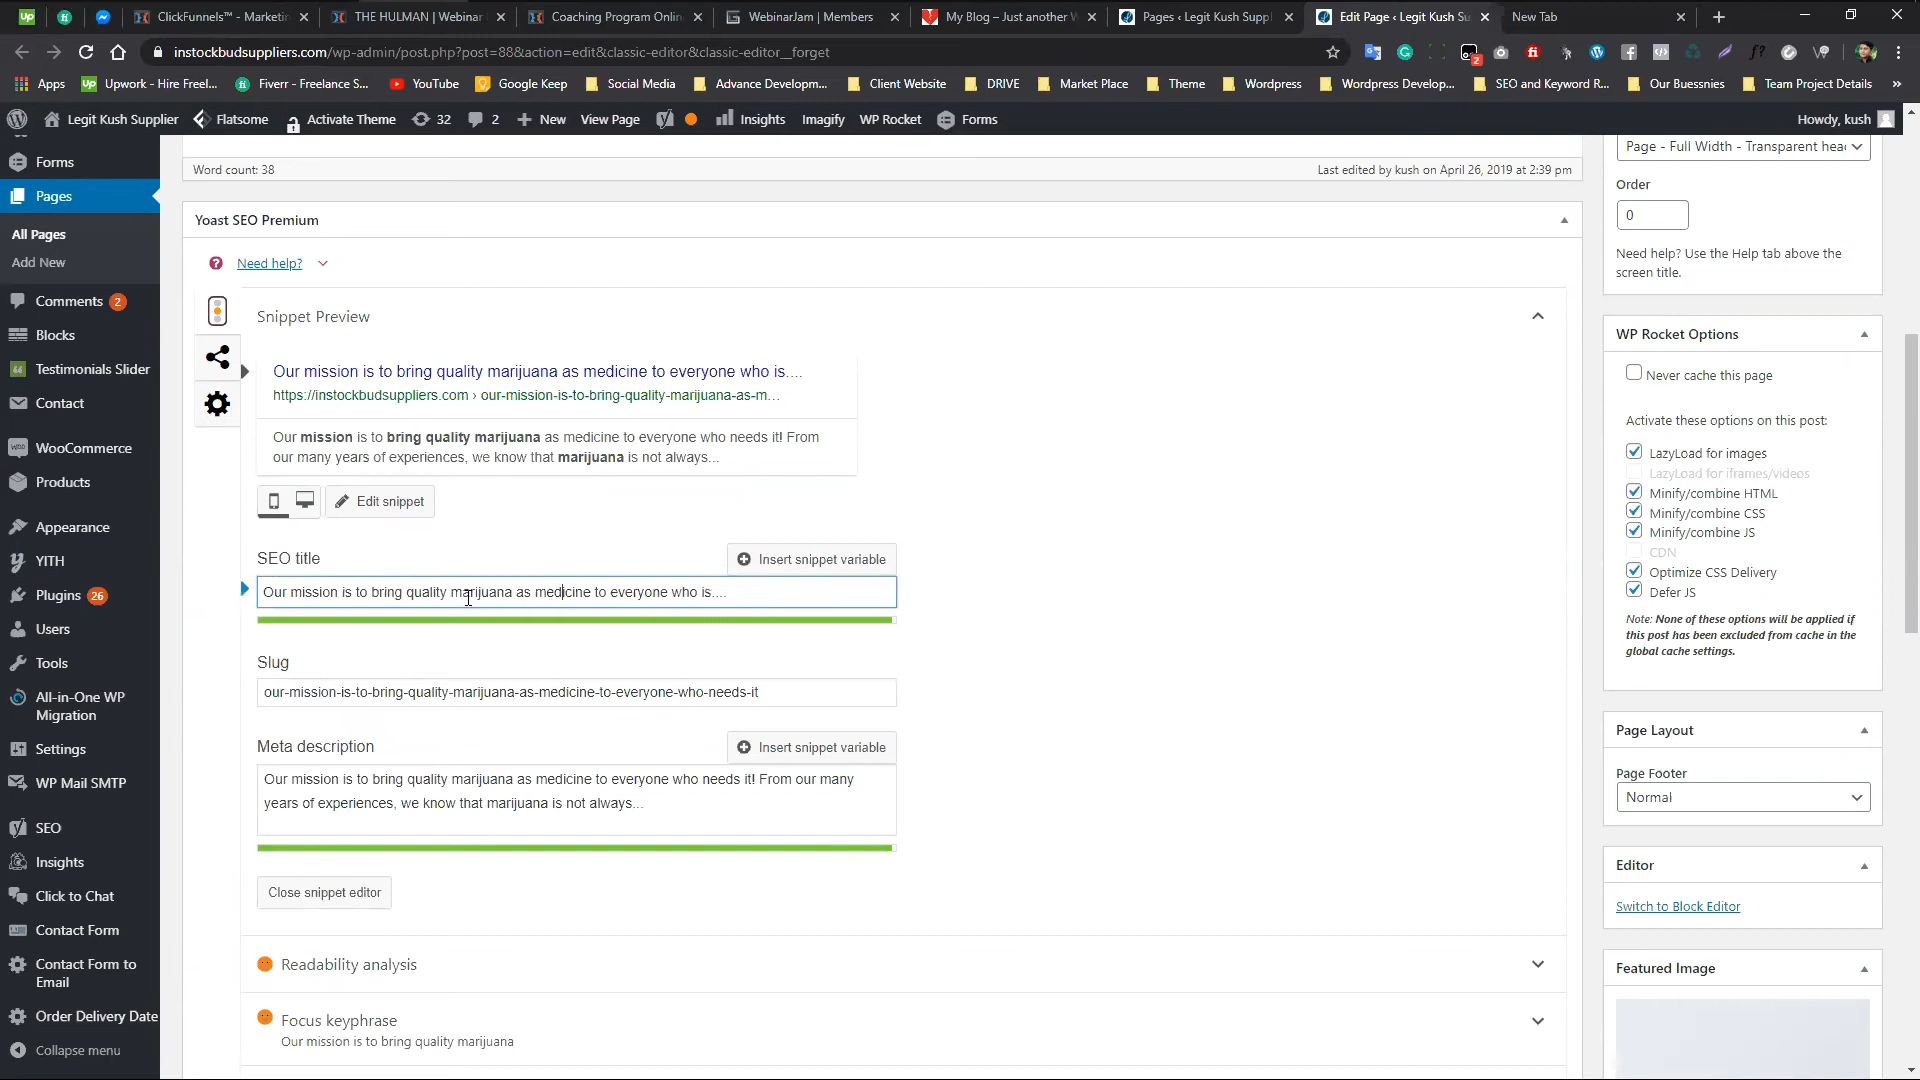 ClickFunnels™ - Marketin
THE HULMAN | Webinar
Coaching Program Onlin
WebinarJam | Members
My Blog – Just another W
Pages ‹ Legit Kush Suppl
Edit Page ‹ Legit Kush Su
New Tab
instockbudsuppliers.com/wp-admin/post.php?post=88&action=edit&classic-editor&classic-editor__forget
Apps
Upwork - Hire Freel...
Fiverr - Freelance S...
YouTube
Google Keep
Social Media
Advance Developm...
Client Website
DRIVE
Market Place
Theme
Wordpress
Wordpress Develop...
SEO and Keyword R...
Our Buessnies
Team Project Details
Legit Kush Supplier
Flatsome
Activate Theme
32
2
New
View Page
Insights
Imagify
WP Rocket
Forms
Howdy, kush
Forms
Pages
All Pages
Add New
Comments 2
Blocks
Testimonials Slider
Contact
WooCommerce
Products
Appearance
YITH
Plugins 26
Users
Tools
All-in-One WP
Migration
Settings
WP Mail SMTP
SEO
Insights
Click to Chat
Contact Form
Contact Form to
Email
Order Delivery Date
Collapse menu
Word count: 38
Last edited by kush on April 26, 2019 at 2:39 pm
Yoast SEO Premium
Need help?
Snippet Preview
Our mission is to bring quality marijuana as medicine to everyone who is....
https://instockbudsuppliers.com › our-mission-is-to-bring-quality-marijuana-as-m...
Our mission is to bring quality marijuana as medicine to everyone who needs it! From
our many years of experiences, we know that marijuana is not always...
Edit snippet
SEO title
Insert snippet variable
Our mission is to bring quality marijuana as medicine to everyone who is....
Slug
our-mission-is-to-bring-quality-marijuana-as-medicine-to-everyone-who-needs-it
Meta description
Insert snippet variable
Our mission is to bring quality marijuana as medicine to everyone who needs it! From our many
years of experiences, we know that marijuana is not always...
Close snippet editor
Readability analysis
Focus keyphrase
Our mission is to bring quality marijuana
Page - Full Width - Transparent head
Order
0
Need help? Use the Help tab above the
screen title.
WP Rocket Options
Never cache this page
Activate these options on this post:
LazyLoad for images
LazyLoad for iframes/videos
Minify/combine HTML
Minify/combine CSS
Minify/combine JS
CDN
Optimize CSS Delivery
Defer JS
Note: None of these options will be applied if
this post has been excluded from cache in the
global cache settings.
Page Layout
Page Footer
Normal
Editor
Switch to Block Editor
Featured Image